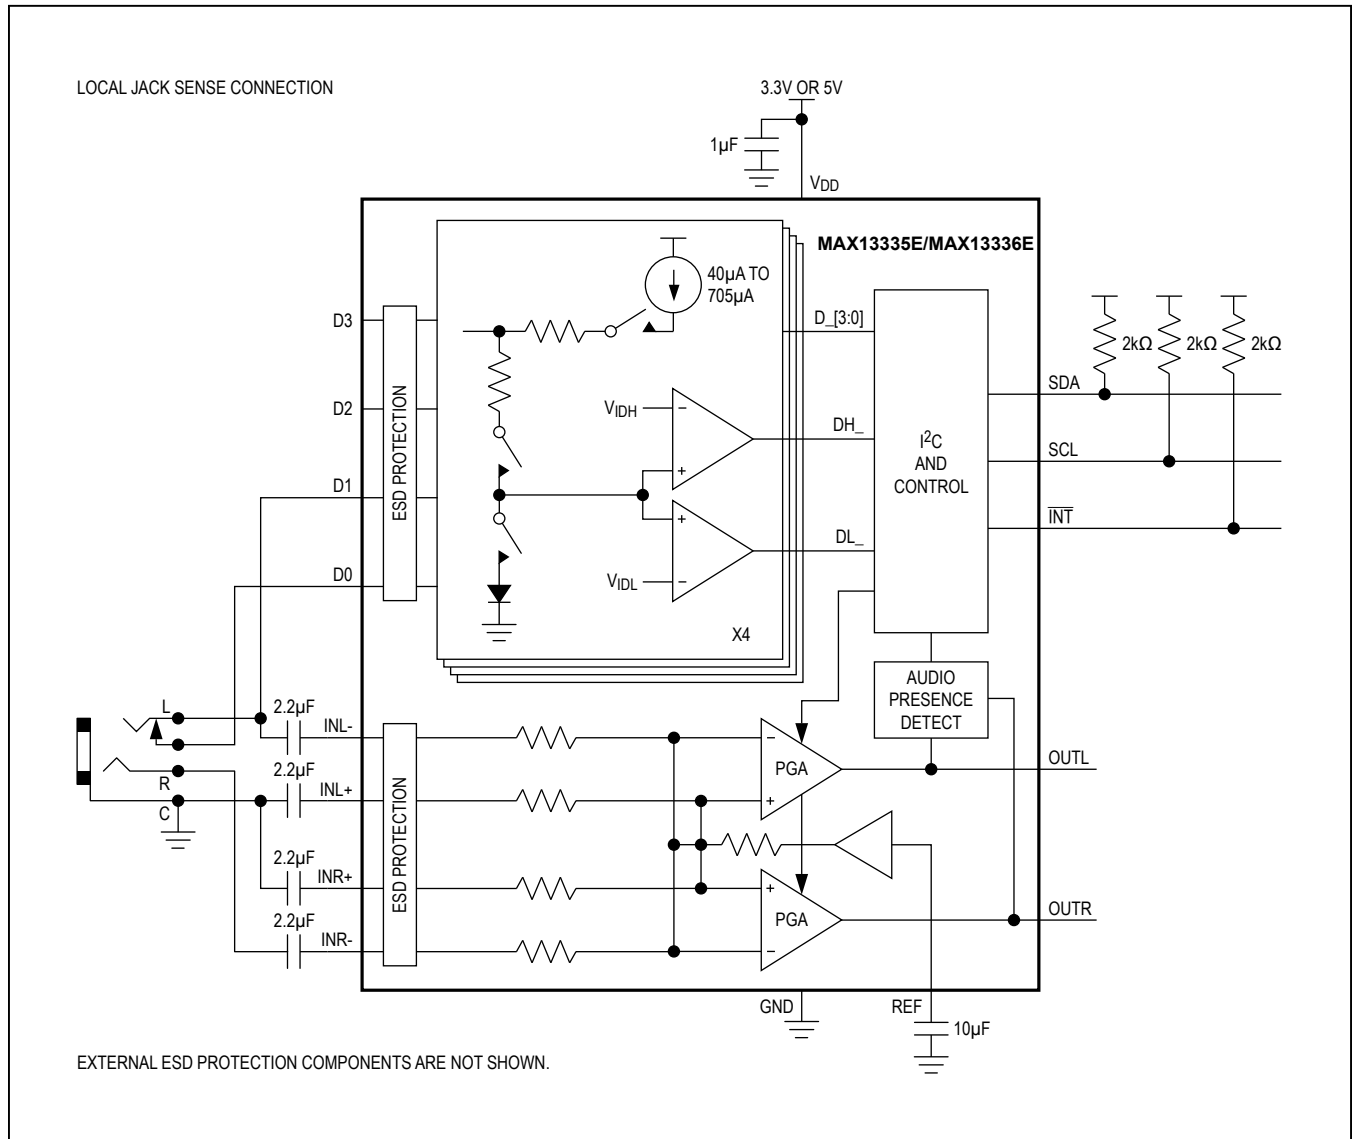 LOCAL JACK SENSE CONNECTION
3.3V OR 5V
1µF
VDD
MAX13335E/MAX13336E
40µA TO
705µA
D3
D2
D1
D0
ESD PROTECTION
VIDH
−
+
+
VIDL
−
X4
D_[3:0]
DH_
DL_
I2C
AND
CONTROL
2kΩ
2kΩ
2kΩ
SDA
SCL
INT
AUDIO
PRESENCE
DETECT
L
R
C
2.2µF
INL-
2.2µF
INL+
2.2µF
INR+
2.2µF
INR-
ESD PROTECTION
−
PGA
+
+
PGA
−
OUTL
OUTR
GND
REF
10µF
EXTERNAL ESD PROTECTION COMPONENTS ARE NOT SHOWN.